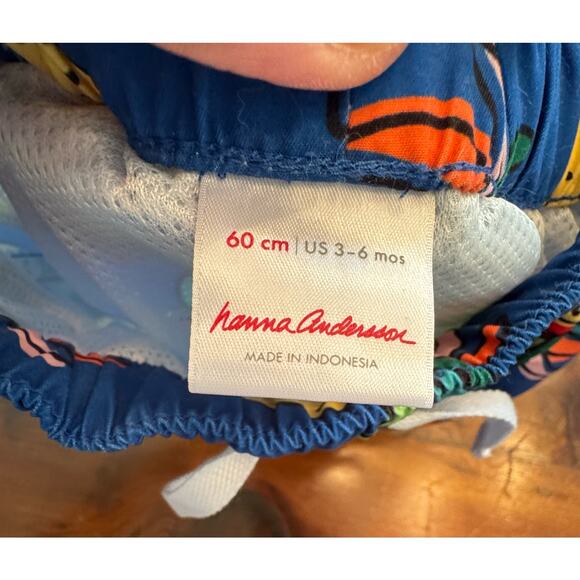 60 cm | US 3-6 mos
hanna Andersson
MADE IN INDONESIA